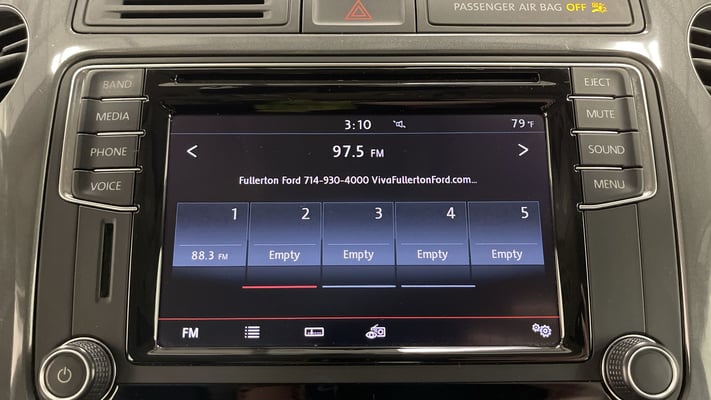 PASSENGER AIR BAG OFF
BAND
MEDIA
PHONE
VOICE
EJECT
MUTE
SOUND
MENU
3:10
79 °F
97.5 FM
Fullerton Ford 714-930-4000 VivaFullertonFord.com...
1 2 3 4 5
88.3 FM Empty Empty Empty Empty
FM